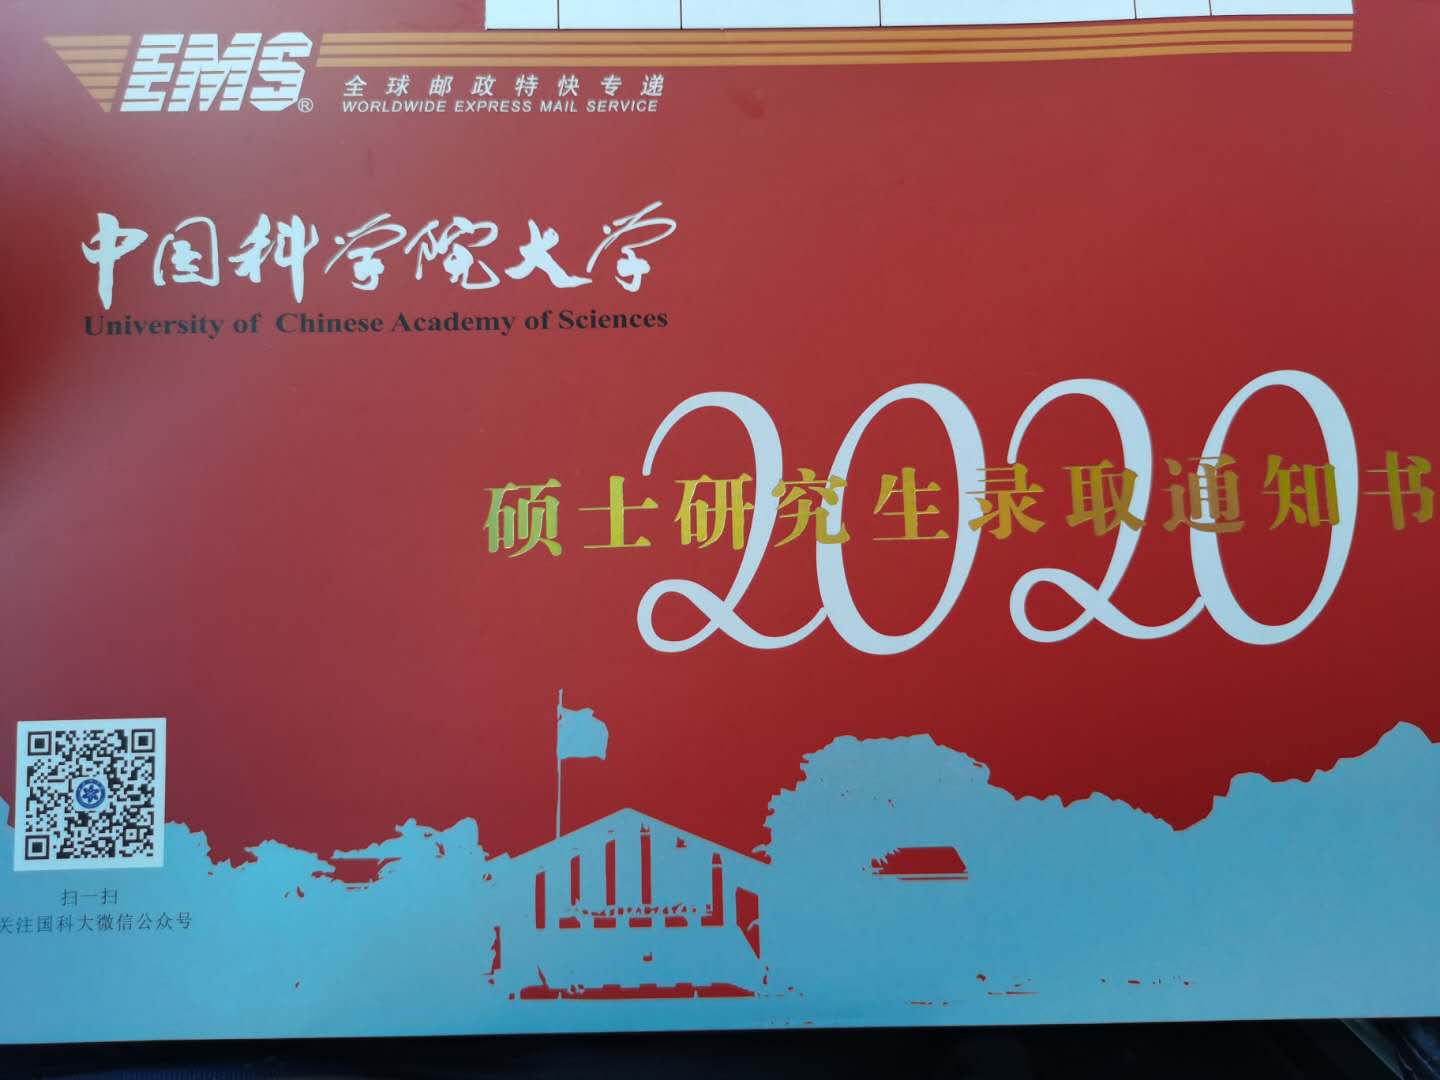 EMS®
全球邮政特快专递
WORLDWIDE EXPRESS MAIL SERVICE
中国科学院大学
University of Chinese Academy of Sciences
2020
硕士研究生录取通知书
扫一扫
关注国科大微信公众号